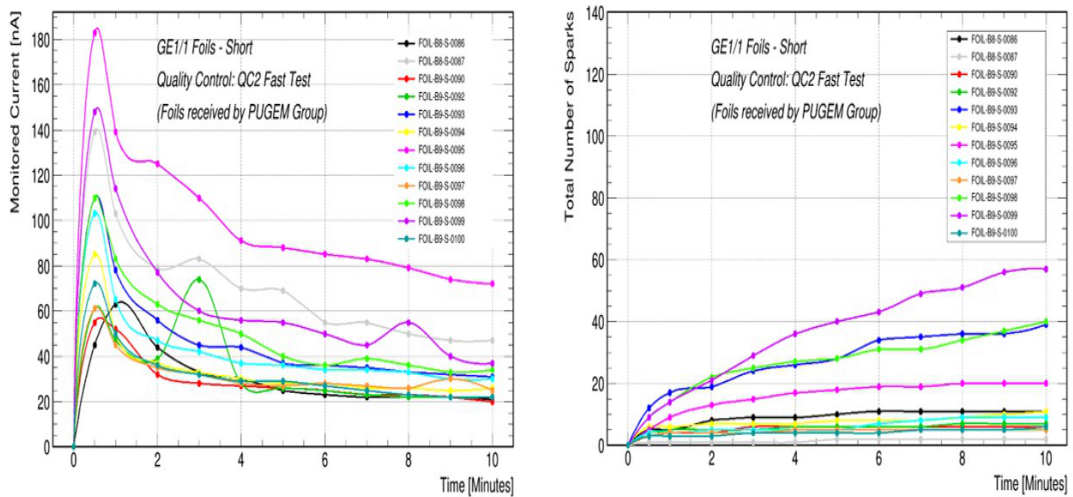 Monitored Current [nA]
180
160
140
120
100
80
60
40
20
0
GE1/1 Foils - Short
Quality Control: QC2 Fast Test
(Foils received by PUGEM Group)
FOIL-B8-S-0086
FOIL-B8-S-0087
FOIL-B9-S-0090
FOIL-B9-S-0092
FOIL-B9-S-0093
FOIL-B9-S-0094
FOIL-B9-S-0095
FOIL-B9-S-0096
FOIL-B9-S-0097
FOIL-B9-S-0098
FOIL-B9-S-0099
FOIL-B9-S-0100
0 2 4 6 8 10
Time [Minutes]
Total Number of Sparks
140
120
100
80
60
40
20
0
GE1/1 Foils - Short
Quality Control: QC2 Fast Test
(Foils received by PUGEM Group)
FOIL-B8-S-0086
FOIL-B8-S-0087
FOIL-B9-S-0090
FOIL-B9-S-0092
FOIL-B9-S-0093
FOIL-B9-S-0094
FOIL-B9-S-0095
FOIL-B9-S-0096
FOIL-B9-S-0097
FOIL-B9-S-0098
FOIL-B9-S-0099
FOIL-B9-S-0100
0 2 4 6 8 10
Time [Minutes]